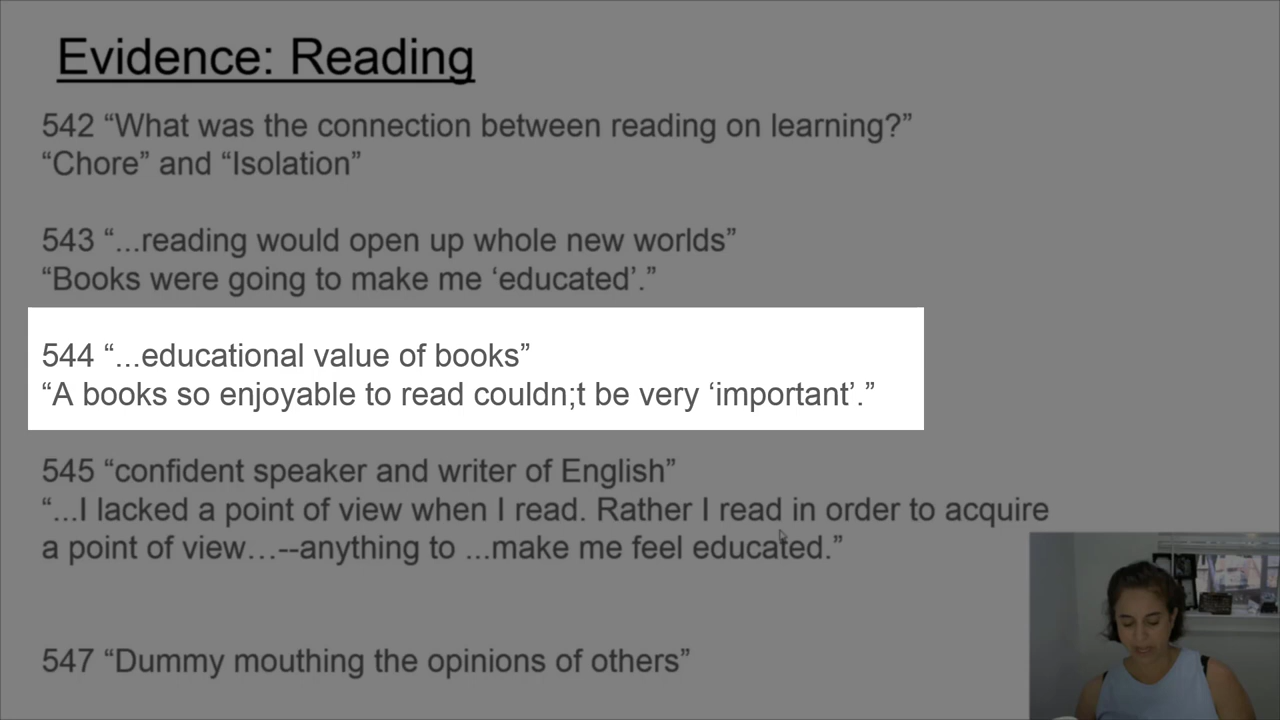 Evidence: Reading
542 “What was the connection between reading on learning?”
“Chore” and “Isolation”
543 “...reading would open up whole new worlds”
“Books were going to make me ‘educated’.”
544 “...educational value of books”
“A books so enjoyable to read couldn;t be very ‘important’.”
545 “confident speaker and writer of English”
“...I lacked a point of view when I read. Rather I read in order to acquire
a point of view…--anything to ...make me feel educated.”
547 “Dummy mouthing the opinions of others”